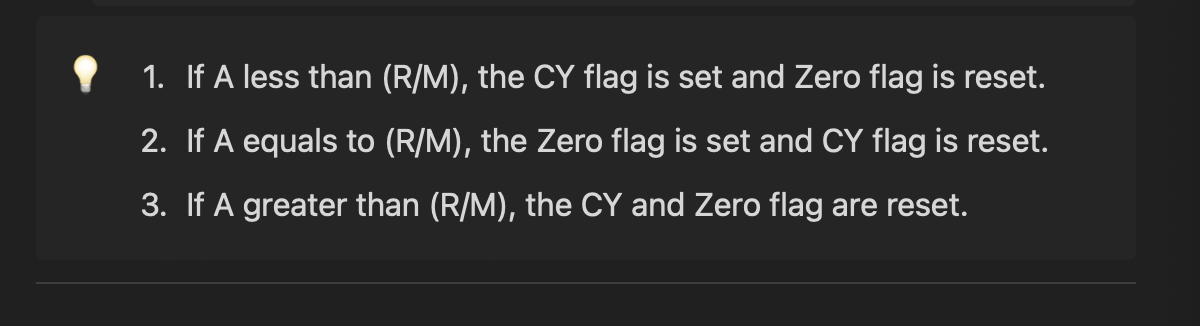 1. If A less than (R/M), the CY flag is set and Zero flag is reset.
2. If A equals to (R/M), the Zero flag is set and CY flag is reset.
3. If A greater than (R/M), the CY and Zero flag are reset.